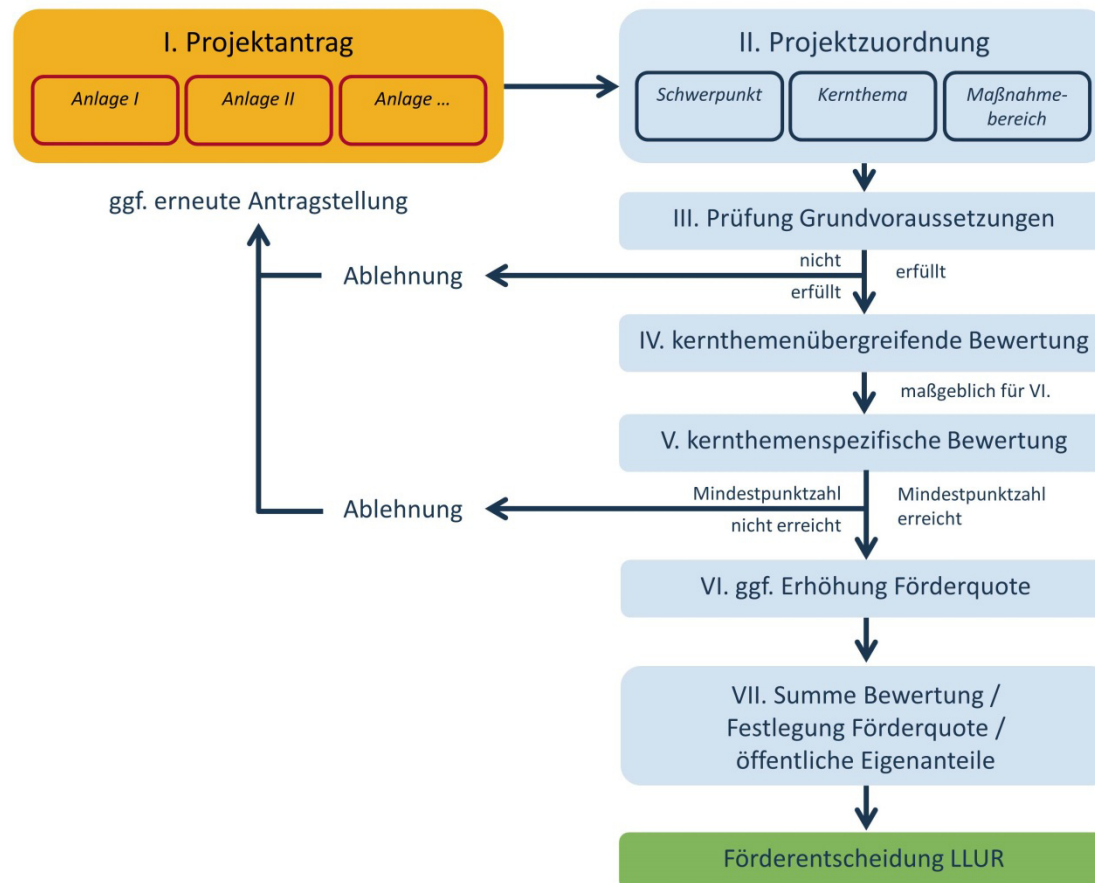 I. Projektantrag
Anlage I
Anlage II
Anlage ...
II. Projektzuordnung
Schwerpunkt
Kernthema
Maßnahme-
bereich
ggf. erneute Antragstellung
III. Prüfung Grundvoraussetzungen
Ablehnung
nicht
erfüllt
erfüllt
IV. kernthemenübergreifende Bewertung
maßgeblich für VI.
V. kernthemenspezifische Bewertung
Ablehnung
Mindestpunktzahl
nicht erreicht
Mindestpunktzahl
erreicht
VI. ggf. Erhöhung Förderquote
VII. Summe Bewertung /
Festlegung Förderquote /
öffentliche Eigenanteile
Förderentscheidung LLUR